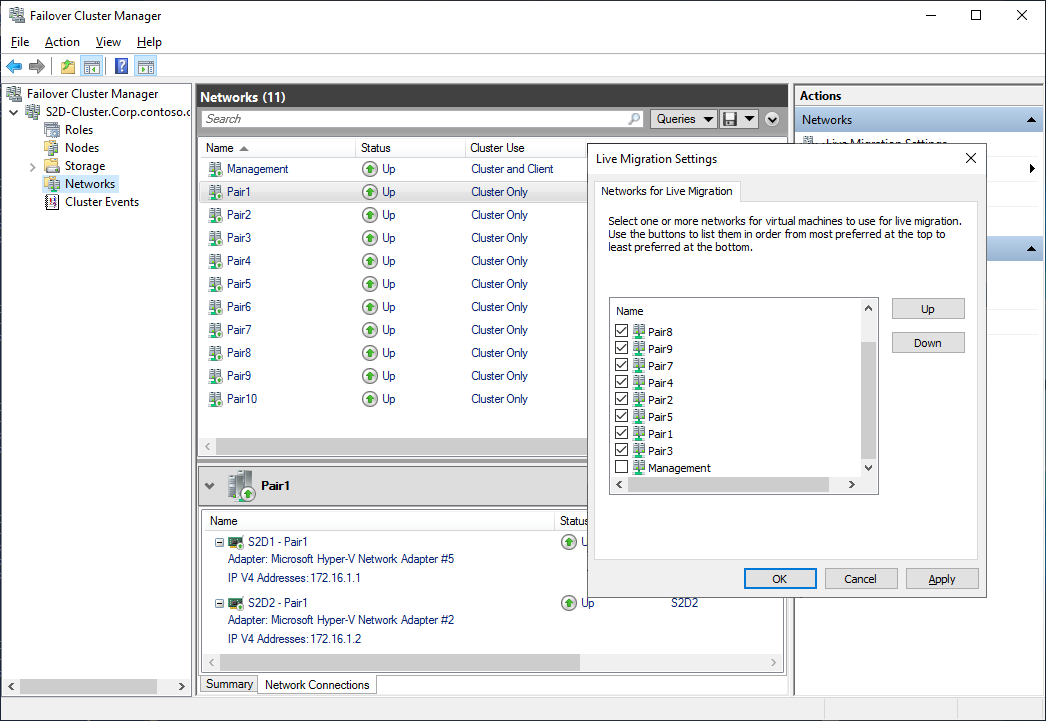 Failover Cluster Manager
File Action View Help
Failover Cluster Manager
S2D-Cluster.Corp.contoso.c
Roles
Nodes
Storage
Networks
Cluster Events
Networks (11)
Search
Queries
Name Status Cluster Use
Management Up Cluster and Client
Pair1 Up Cluster Only
Pair2 Up Cluster Only
Pair3 Up Cluster Only
Pair4 Up Cluster Only
Pair5 Up Cluster Only
Pair6 Up Cluster Only
Pair7 Up Cluster Only
Pair8 Up Cluster Only
Pair9 Up Cluster Only
Pair10 Up Cluster Only
Pair1
Name Status
S2D1 - Pair1 U
Adapter: Microsoft Hyper-V Network Adapter #5
IP V4 Addresses: 172.16.1.1
S2D2 - Pair1 Up S2D2
Adapter: Microsoft Hyper-V Network Adapter #2
IP V4 Addresses: 172.16.1.2
Summary Network Connections
Actions
Networks
Live Migration Settings
Live Migration Settings
Networks for Live Migration
Select one or more networks for virtual machines to use for live migration.
Use the buttons to list them in order from most preferred at the top to
least preferred at the bottom.
Name
Pair8
Pair9
Pair7
Pair4
Pair2
Pair5
Pair1
Pair3
Management
Up
Down
OK Cancel Apply